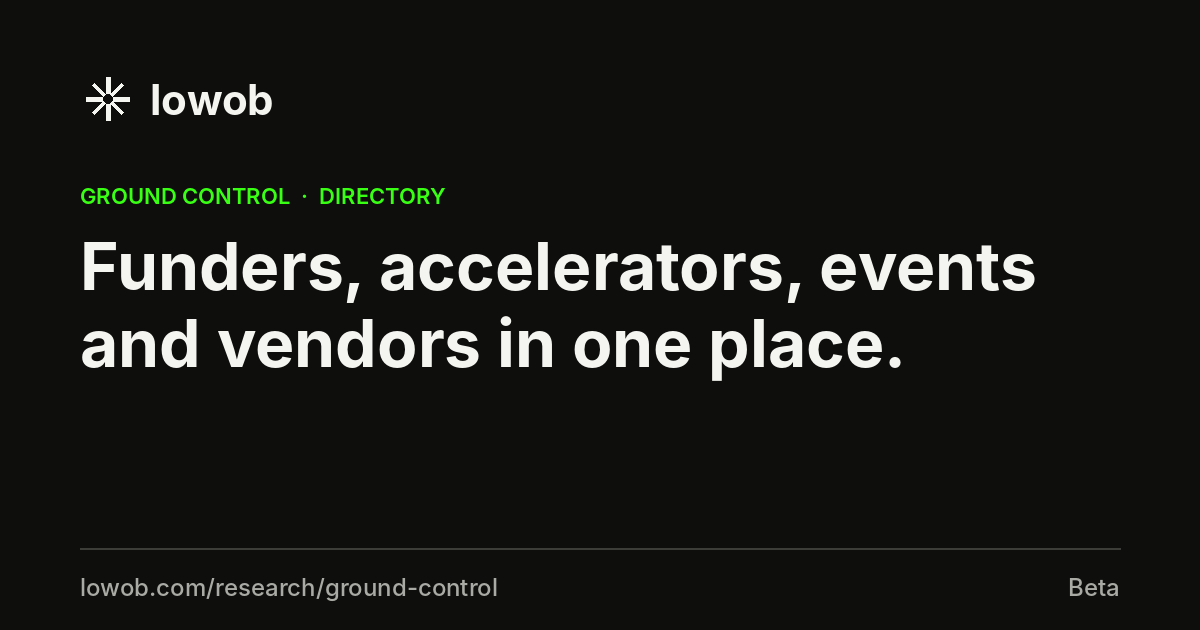 lowob
GROUND CONTROL · DIRECTORY
Funders, accelerators, events
and vendors in one place.
lowob.com/research/ground-control
Beta